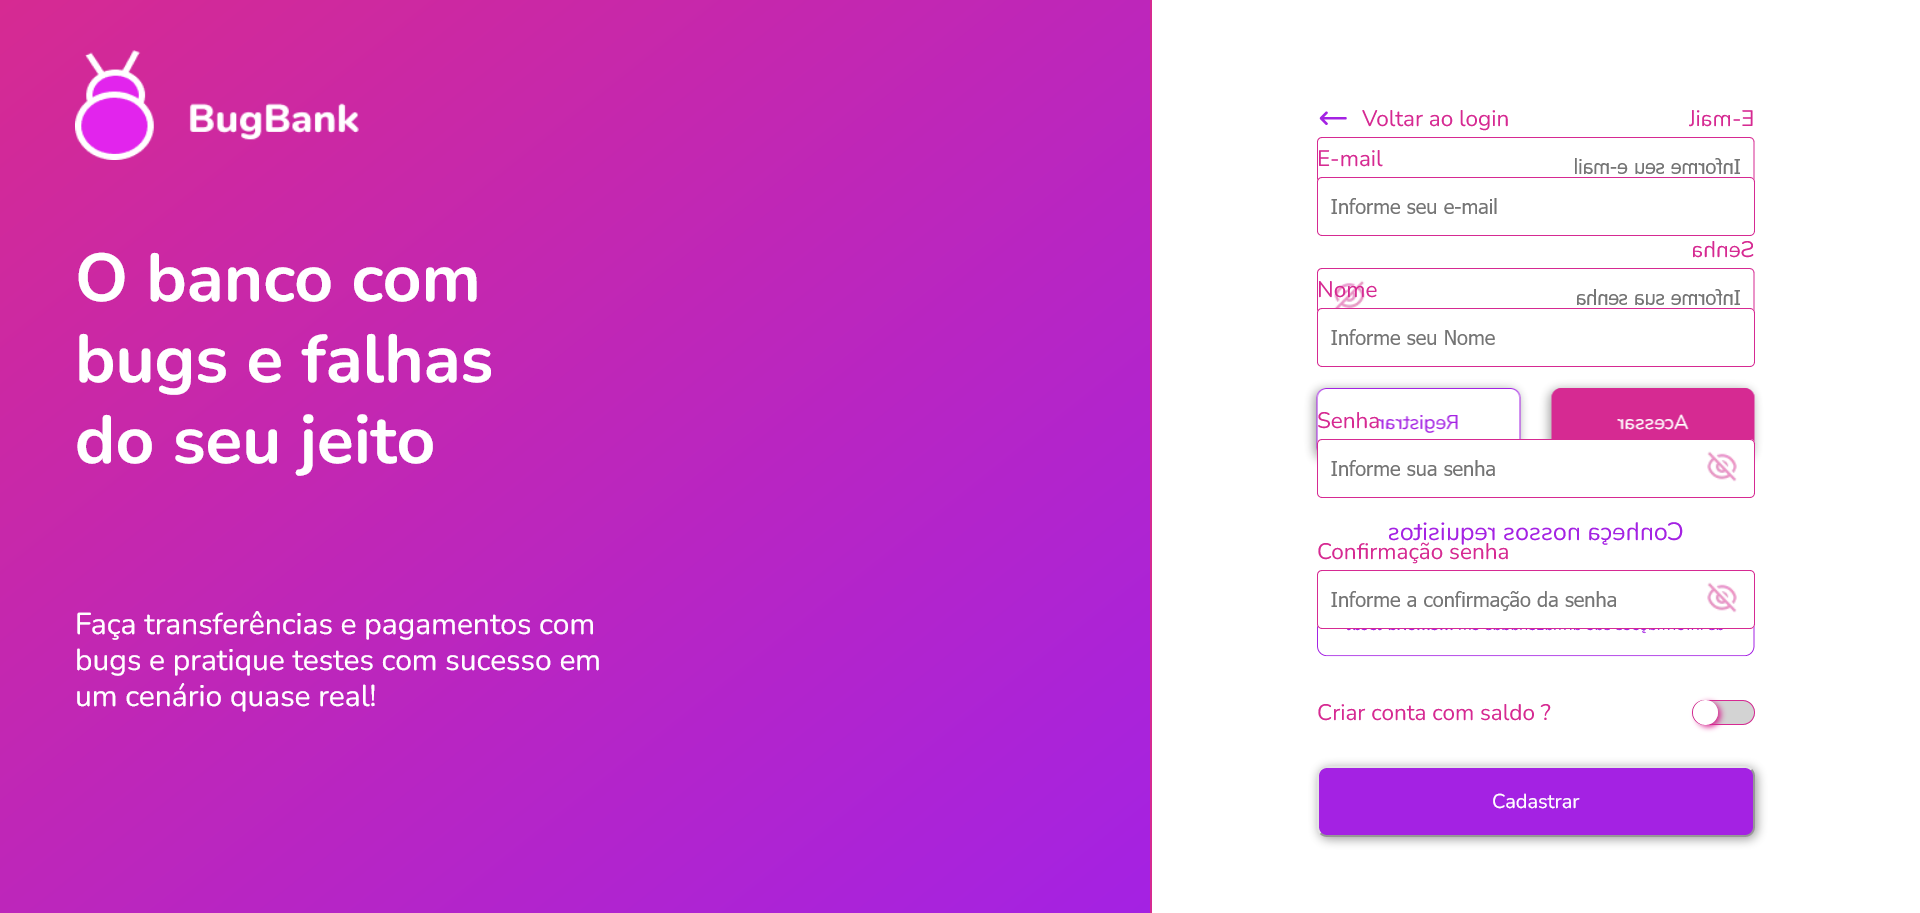 BugBank
O banco com
bugs e falhas
do seu jeito
Faça transferências e pagamentos com
bugs e pratique testes com sucesso em
um cenário quase real!
Voltar ao login
E-mail
E-mail
Informe seu e-mail
Informe seu e-mail
Senha
Nome
Informe sua senha
Informe seu Nome
Registrar
Acessar
Senha
Informe sua senha
Conheça nossos requisitos
Confirmação senha
Informe a confirmação da senha
Criar conta com saldo ?
Cadastrar